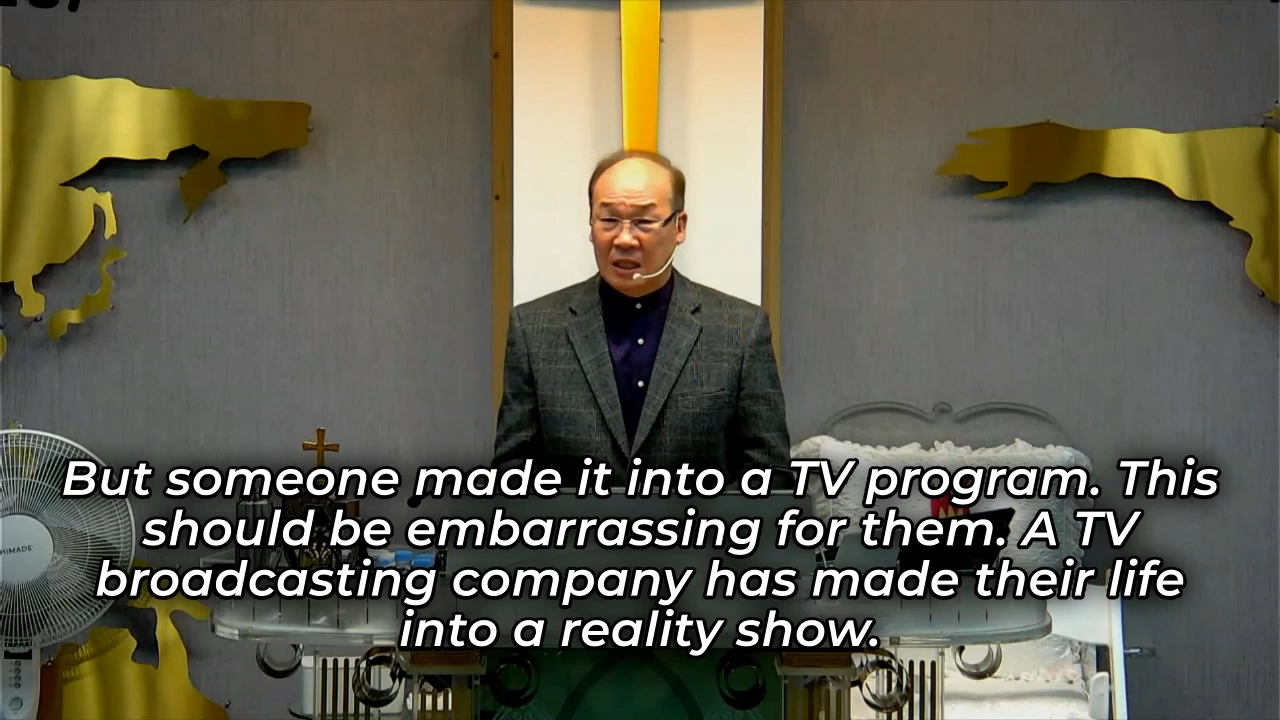 But someone made it into a TV program. This
should be embarrassing for them. A TV
broadcasting company has made their life
into a reality show.
HIMADE